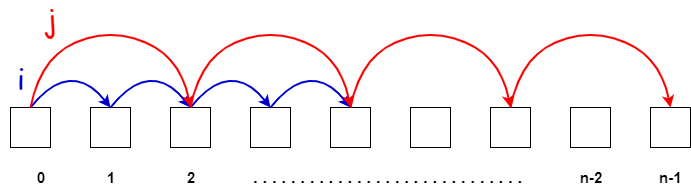 j
i
0 1 2 . . . . . . . . . . . . . . . . . . . . . . . . . . . . . n-2 n-1